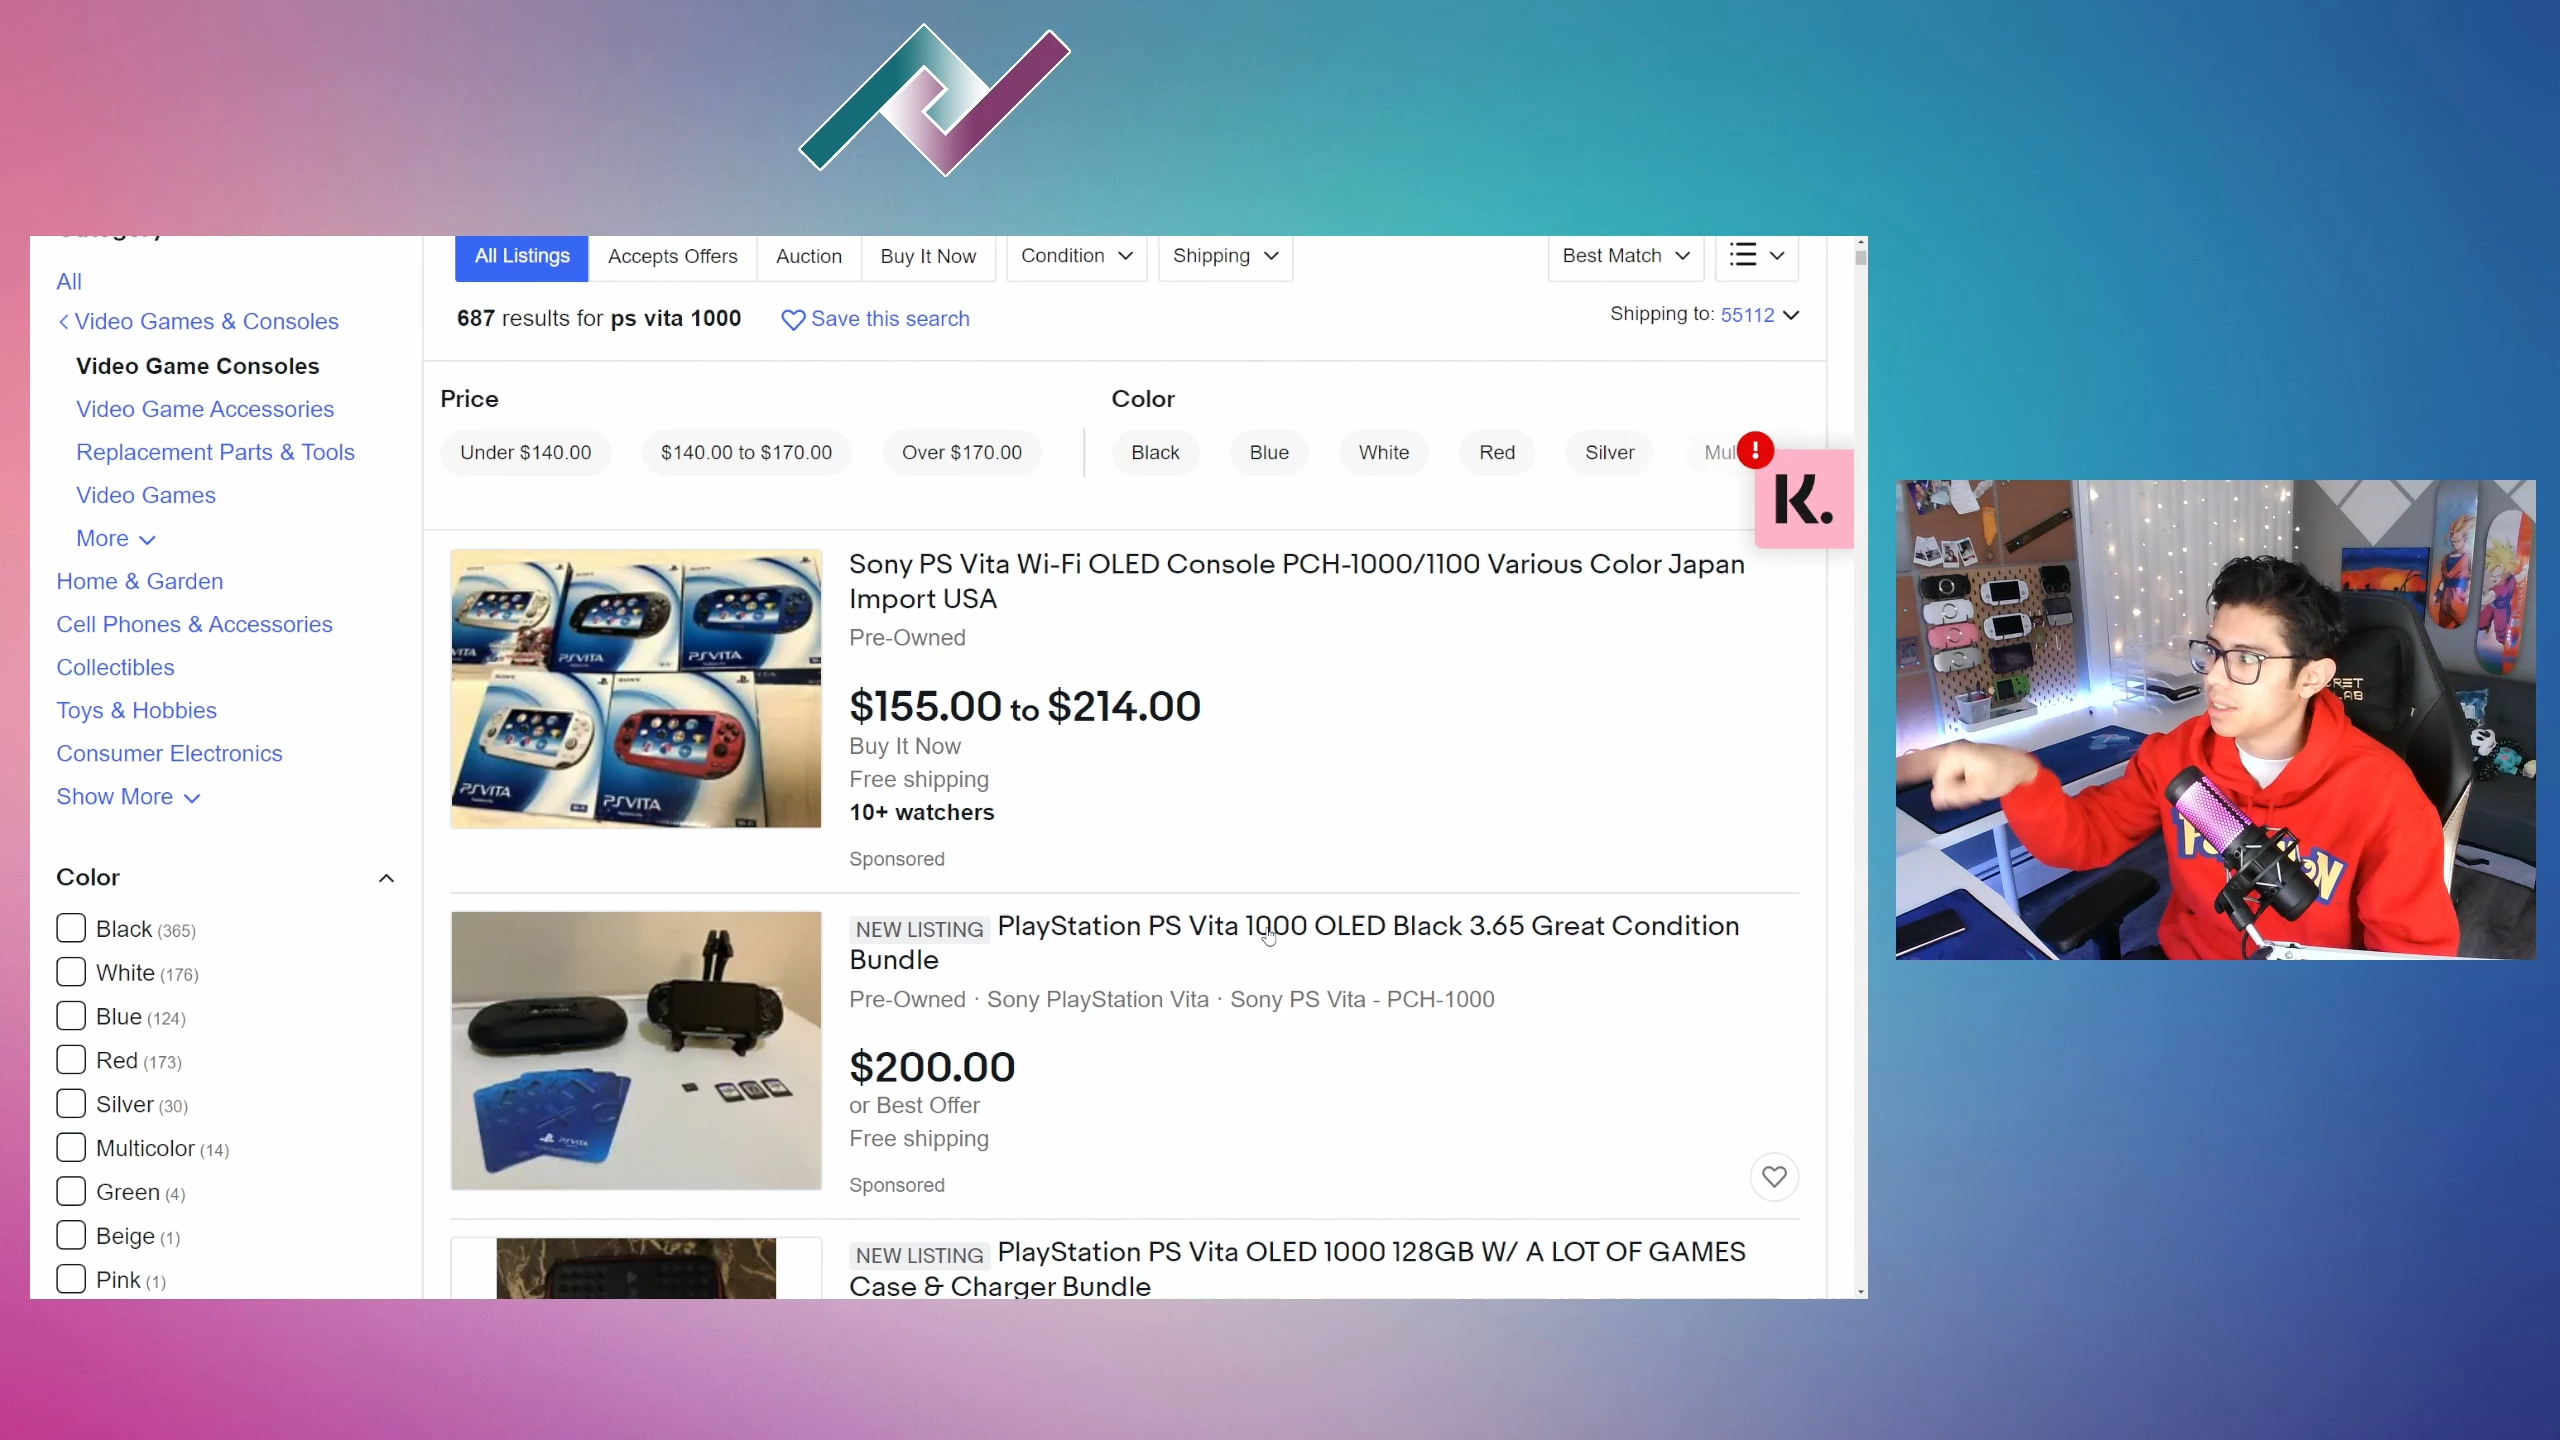 All Listings
Accepts Offers
Auction
Buy It Now
Condition
Shipping
Best Match
All
Video Games & Consoles
Video Game Consoles
Video Game Accessories
Replacement Parts & Tools
Video Games
More
Home & Garden
Cell Phones & Accessories
Collectibles
Toys & Hobbies
Consumer Electronics
Show More
Color
Black (365)
White (176)
Blue (124)
Red (173)
Silver (30)
Multicolor (14)
Green (4)
Beige (1)
Pink (1)
687 results for ps vita 1000
Save this search
Shipping to: 55112
Price
Under $140.00
$140.00 to $170.00
Over $170.00
Color
Black
Blue
White
Red
Silver
Mul
!
K.
Sony PS Vita Wi-Fi OLED Console PCH-1000/1100 Various Color Japan
Import USA
Pre-Owned
$155.00 to $214.00
Buy It Now
Free shipping
10+ watchers
Sponsored
PSVITA
PSVITA
PSVITA
PSVITA
NEW LISTING PlayStation PS Vita 1000 OLED Black 3.65 Great Condition
Bundle
Pre-Owned · Sony PlayStation Vita · Sony PS Vita - PCH-1000
$200.00
or Best Offer
Free shipping
Sponsored
PSVITA
NEW LISTING PlayStation PS Vita OLED 1000 128GB W/ A LOT OF GAMES
Case & Charger Bundle